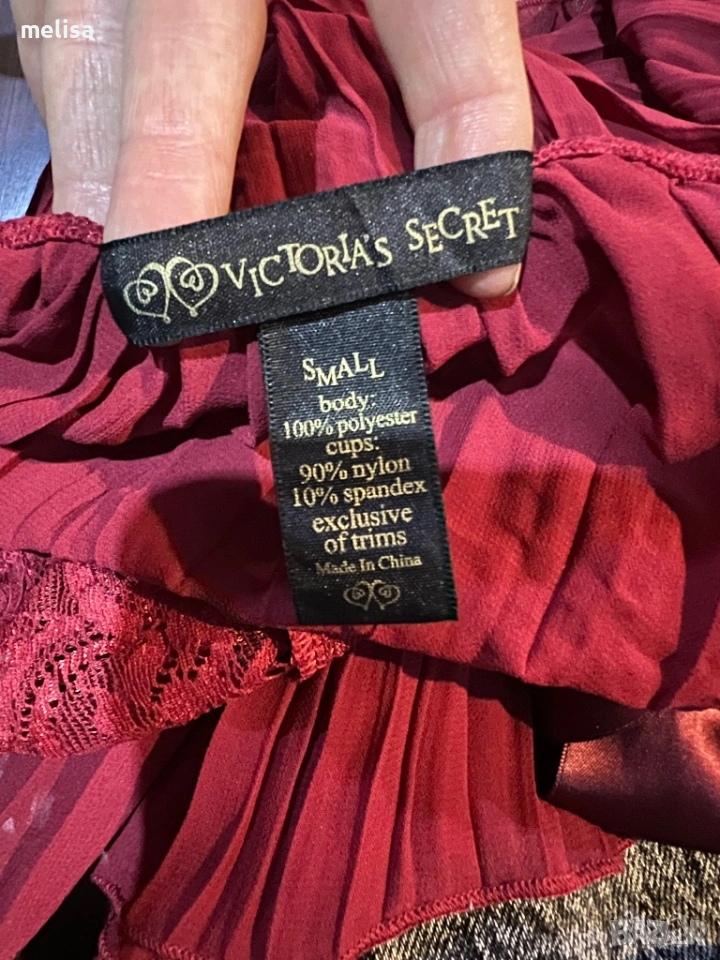 melisa
VICTORIA'S SECRET
SMALL
body:
100% polyester
cups:
90% nylon
10% spandex
exclusive
of trims
Made In China